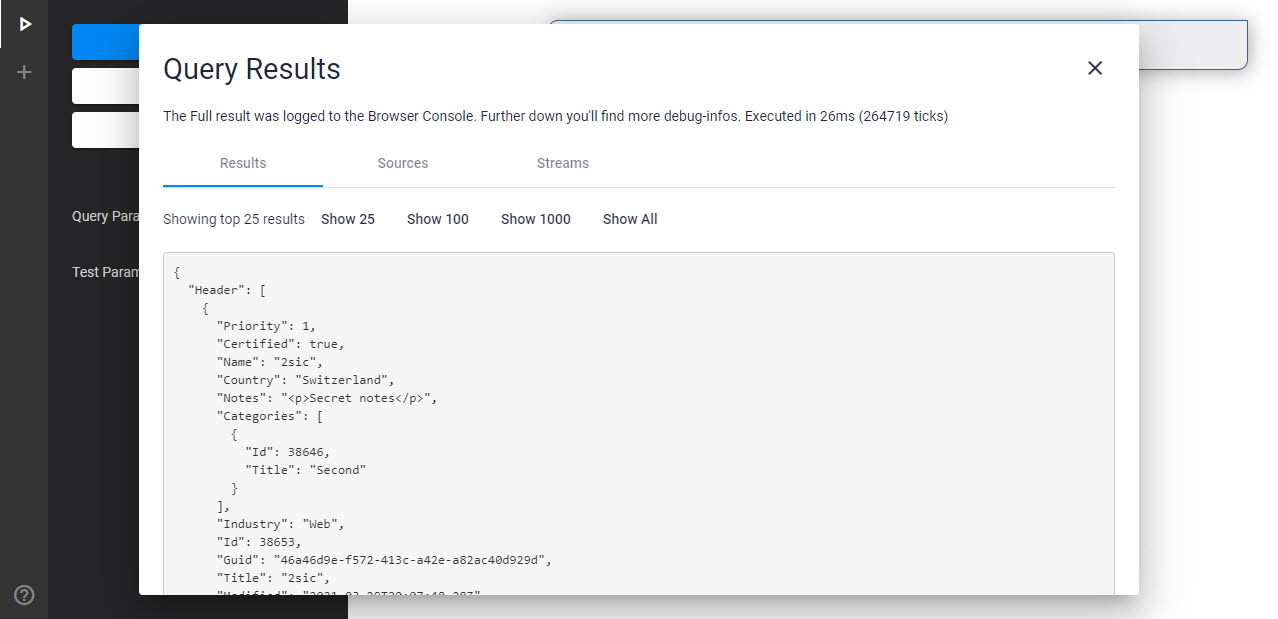 Query Results
The Full result was logged to the Browser Console. Further down you'll find more debug-infos. Executed in 26ms (264719 ticks)
Results Sources Streams
Query Para
Showing top 25 results Show 25 Show 100 Show 1000 Show All
Test Param
{
"Header": [
{
"Priority": 1,
"Certified": true,
"Name": "2sic",
"Country": "Switzerland",
"Notes": "<p>Secret notes</p>",
"Categories": [
{
"Id": 38646,
"Title": "Second"
}
],
"Industry": "Web",
"Id": 38653,
"Guid": "46a46d9e-f572-413c-a42e-a82ac40d929d",
"Title": "2sic",